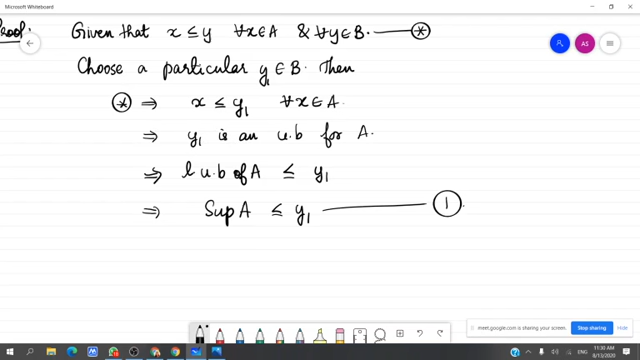 Microsoft Whiteboard
Proof: Given that x ≤ y ∀x∈A & ∀y∈B. —— *
Choose a particular y₁∈B. Then
* ⇒ x ≤ y₁ ∀x∈A.
⇒ y₁ is an u.b for A.
⇒ l u.b of A ≤ y₁
⇒ Sup A ≤ y₁ —— 1
AS
meet.google.com is sharing your screen.
Stop sharing
Hide
ENG
11:30 AM
8/13/2020